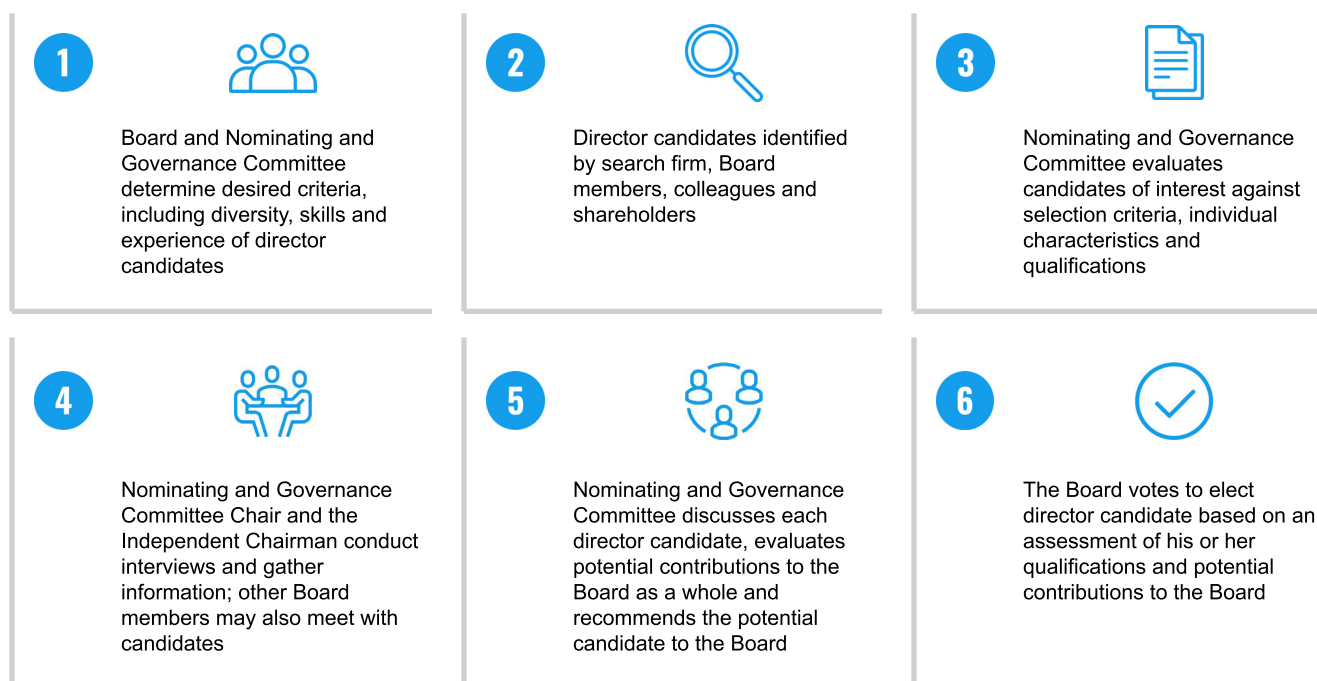 1
Board and Nominating and
Governance Committee
determine desired criteria,
including diversity, skills and
experience of director
candidates
2
Director candidates identified
by search firm, Board
members, colleagues and
shareholders
3
Nominating and Governance
Committee evaluates
candidates of interest against
selection criteria, individual
characteristics and
qualifications
4
Nominating and Governance
Committee Chair and the
Independent Chairman conduct
interviews and gather
information; other Board
members may also meet with
candidates
5
Nominating and Governance
Committee discusses each
director candidate, evaluates
potential contributions to the
Board as a whole and
recommends the potential
candidate to the Board
6
The Board votes to elect
director candidate based on an
assessment of his or her
qualifications and potential
contributions to the Board